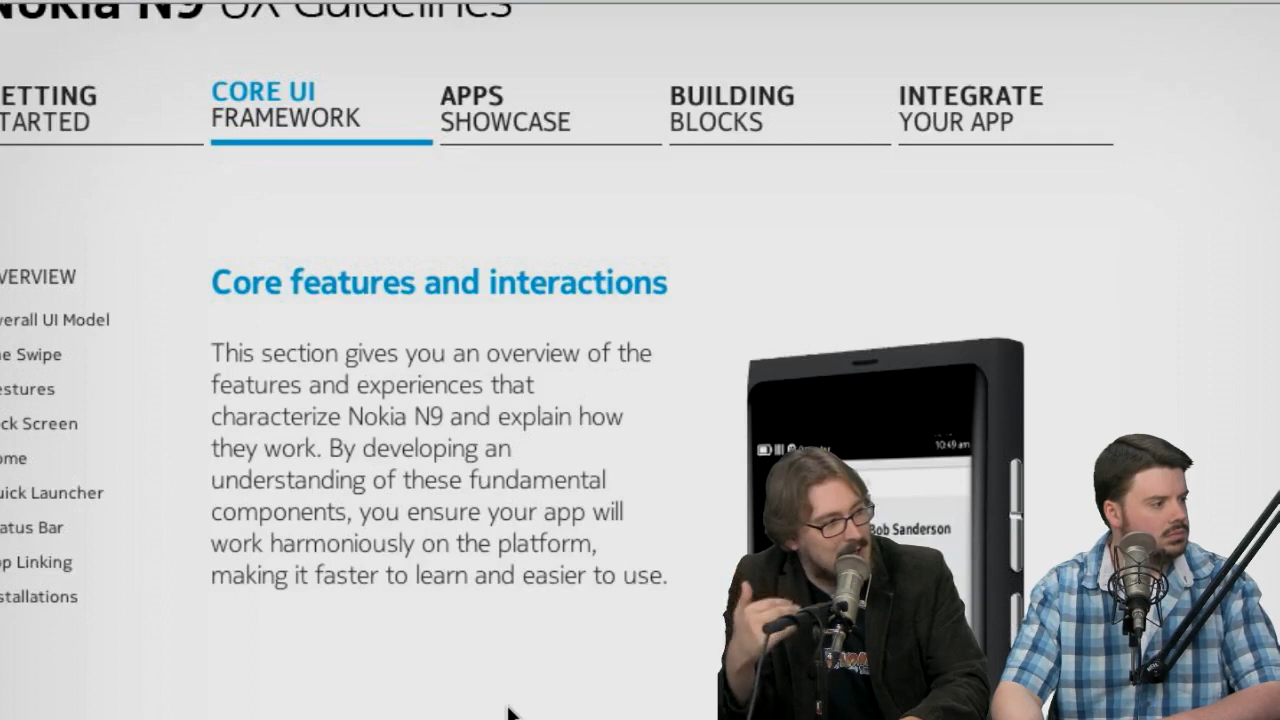 Nokia N9 UX Guidelines
ETTING
TARTED
CORE UI
FRAMEWORK
APPS
SHOWCASE
BUILDING
BLOCKS
INTEGRATE
YOUR APP
VERVIEW
verall UI Model
e Swipe
estures
ck Screen
ome
uick Launcher
atus Bar
p Linking
stallations
Core features and interactions
This section gives you an overview of the
features and experiences that
characterize Nokia N9 and explain how
they work. By developing an
understanding of these fundamental
components, you ensure your app will
work harmoniously on the platform,
making it faster to learn and easier to use.
10:49 am
Bob Sanderson